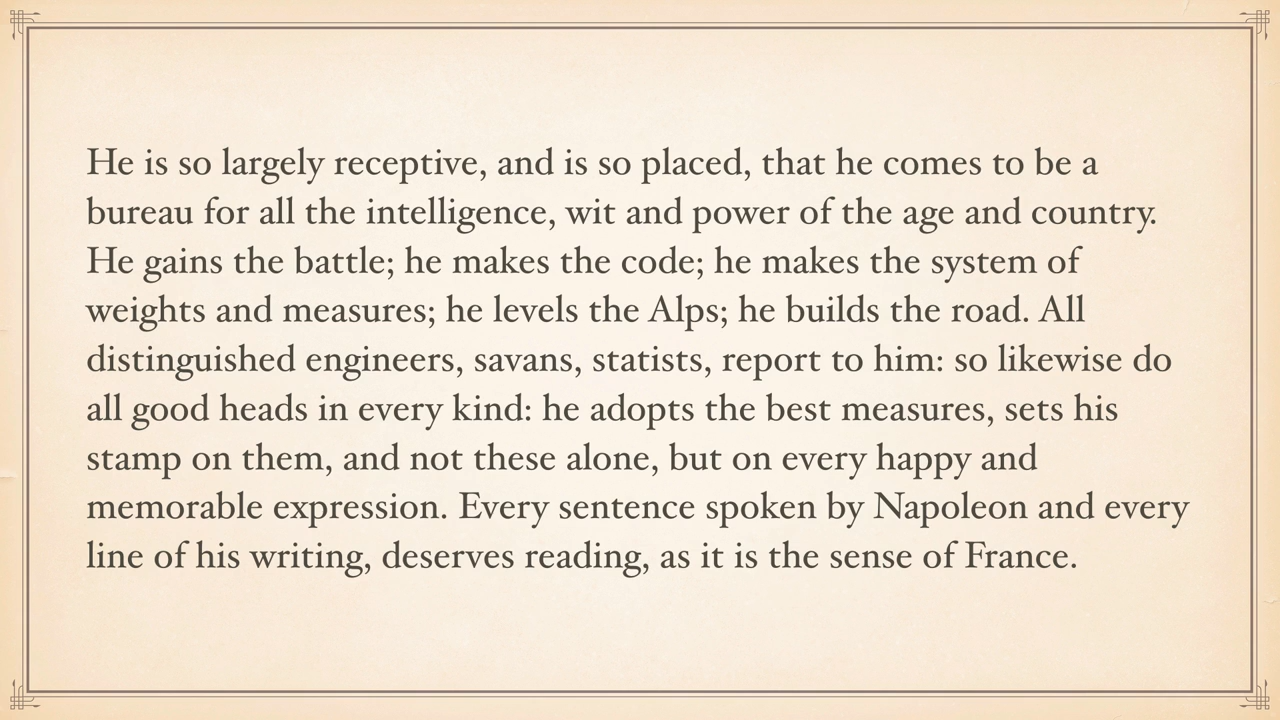 He is so largely receptive, and is so placed, that he comes to be a
bureau for all the intelligence, wit and power of the age and country.
He gains the battle; he makes the code; he makes the system of
weights and measures; he levels the Alps; he builds the road. All
distinguished engineers, savans, statists, report to him: so likewise do
all good heads in every kind: he adopts the best measures, sets his
stamp on them, and not these alone, but on every happy and
memorable expression. Every sentence spoken by Napoleon and every
line of his writing, deserves reading, as it is the sense of France.